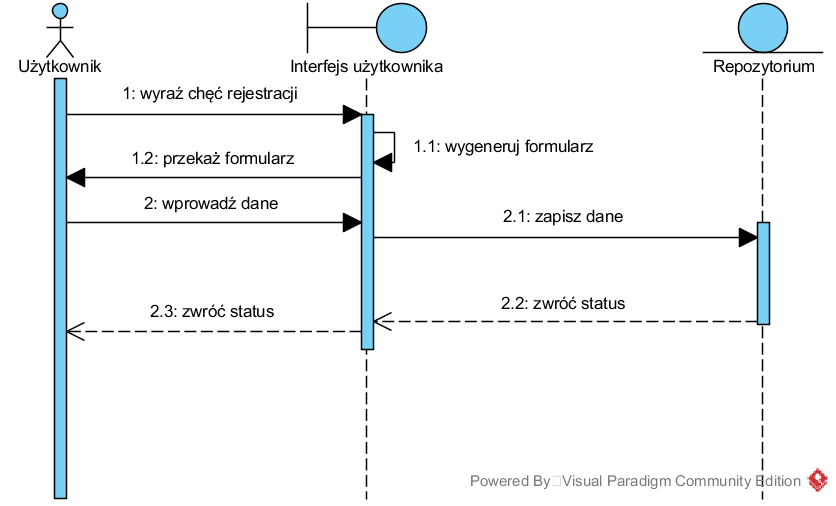 Użytkownik
Interfejs użytkownika
Repozytorium
1: wyraź chęć rejestracji
1.1: wygeneruj formularz
1.2: przekaż formularz
2: wprowadź dane
2.1: zapisz dane
2.2: zwróć status
2.3: zwróć status
Powered By Visual Paradigm Community Edition